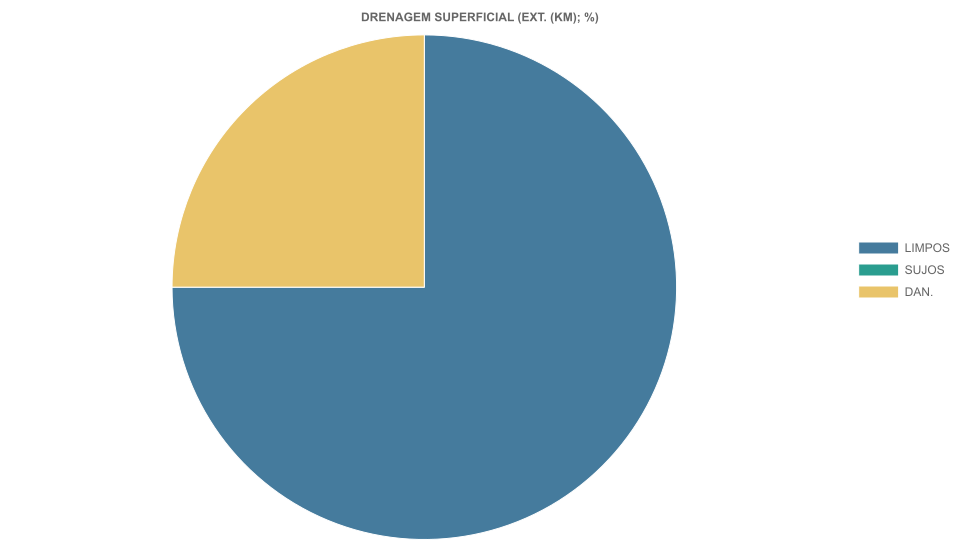 DRENAGEM SUPERFICIAL (EXT. (KM); %)
LIMPOS
SUJOS
DAN.